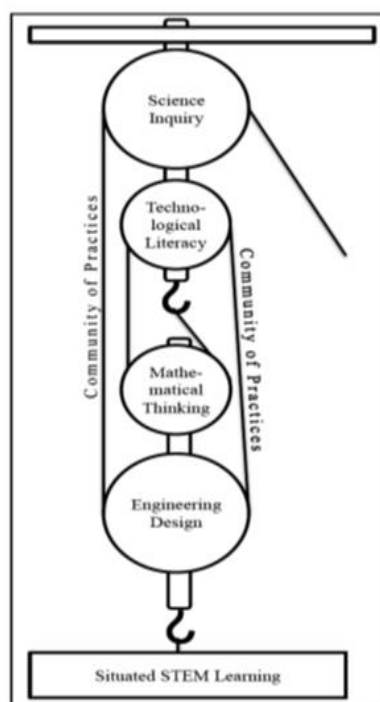 Science
Inquiry
Techno-
logical
Literacy
Community of Practices
Community of Practices
Mathe-
matical
Thinking
Engineering
Design
Situated STEM Learning